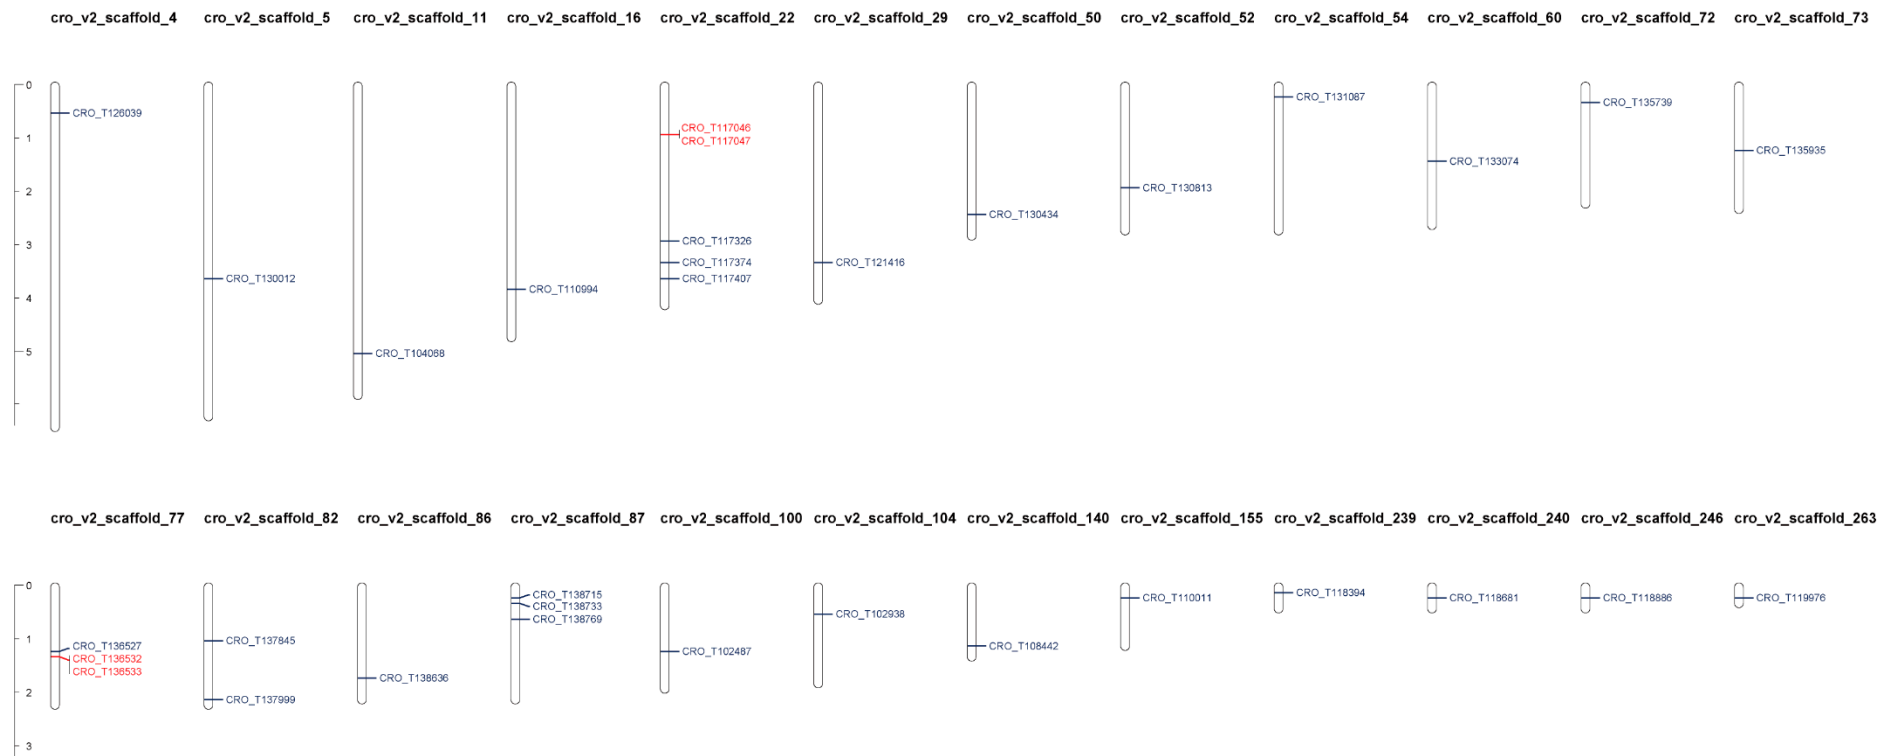 cro_v2_scaffold_4 cro_v2_scaffold_5 cro_v2_scaffold_11 cro_v2_scaffold_16 cro_v2_scaffold_22 cro_v2_scaffold_29 cro_v2_scaffold_50 cro_v2_scaffold_52 cro_v2_scaffold_54 cro_v2_scaffold_60 cro_v2_scaffold_72 cro_v2_scaffold_73
0
CRO_T131087
CRO_T135739
CRO_T126039
CRO_T117046
1
CRO_T117047
CRO_T135935
CRO_T133074
CRO_T130813
2
CRO_T130434
CRO_T117326
3
CRO_T117374 CRO_T121416
CRO_T130012 CRO_T117407
CRO_T110994
4
5
CRO_T104068
cro_v2_scaffold_77 cro_v2_scaffold_82 cro_v2_scaffold_86 cro_v2_scaffold_87 cro_v2_scaffold_100 cro_v2_scaffold_104 cro_v2_scaffold_140 cro_v2_scaffold_155 cro_v2_scaffold_239 cro_v2_scaffold_240 cro_v2_scaffold_246 cro_v2_scaffold_263
0
CRO_T118394
CRO_T138715 CRO_T110011 CRO_T118681 CRO_T118886 CRO_T119976
CRO_T138733
CRO_T102938
CRO_T138769
1
CRO_T137845
CRO_T136527 CRO_T108442
CRO_T102487
CRO_T136532
CRO_T136533
CRO_T138636
2
CRO_T137999
3